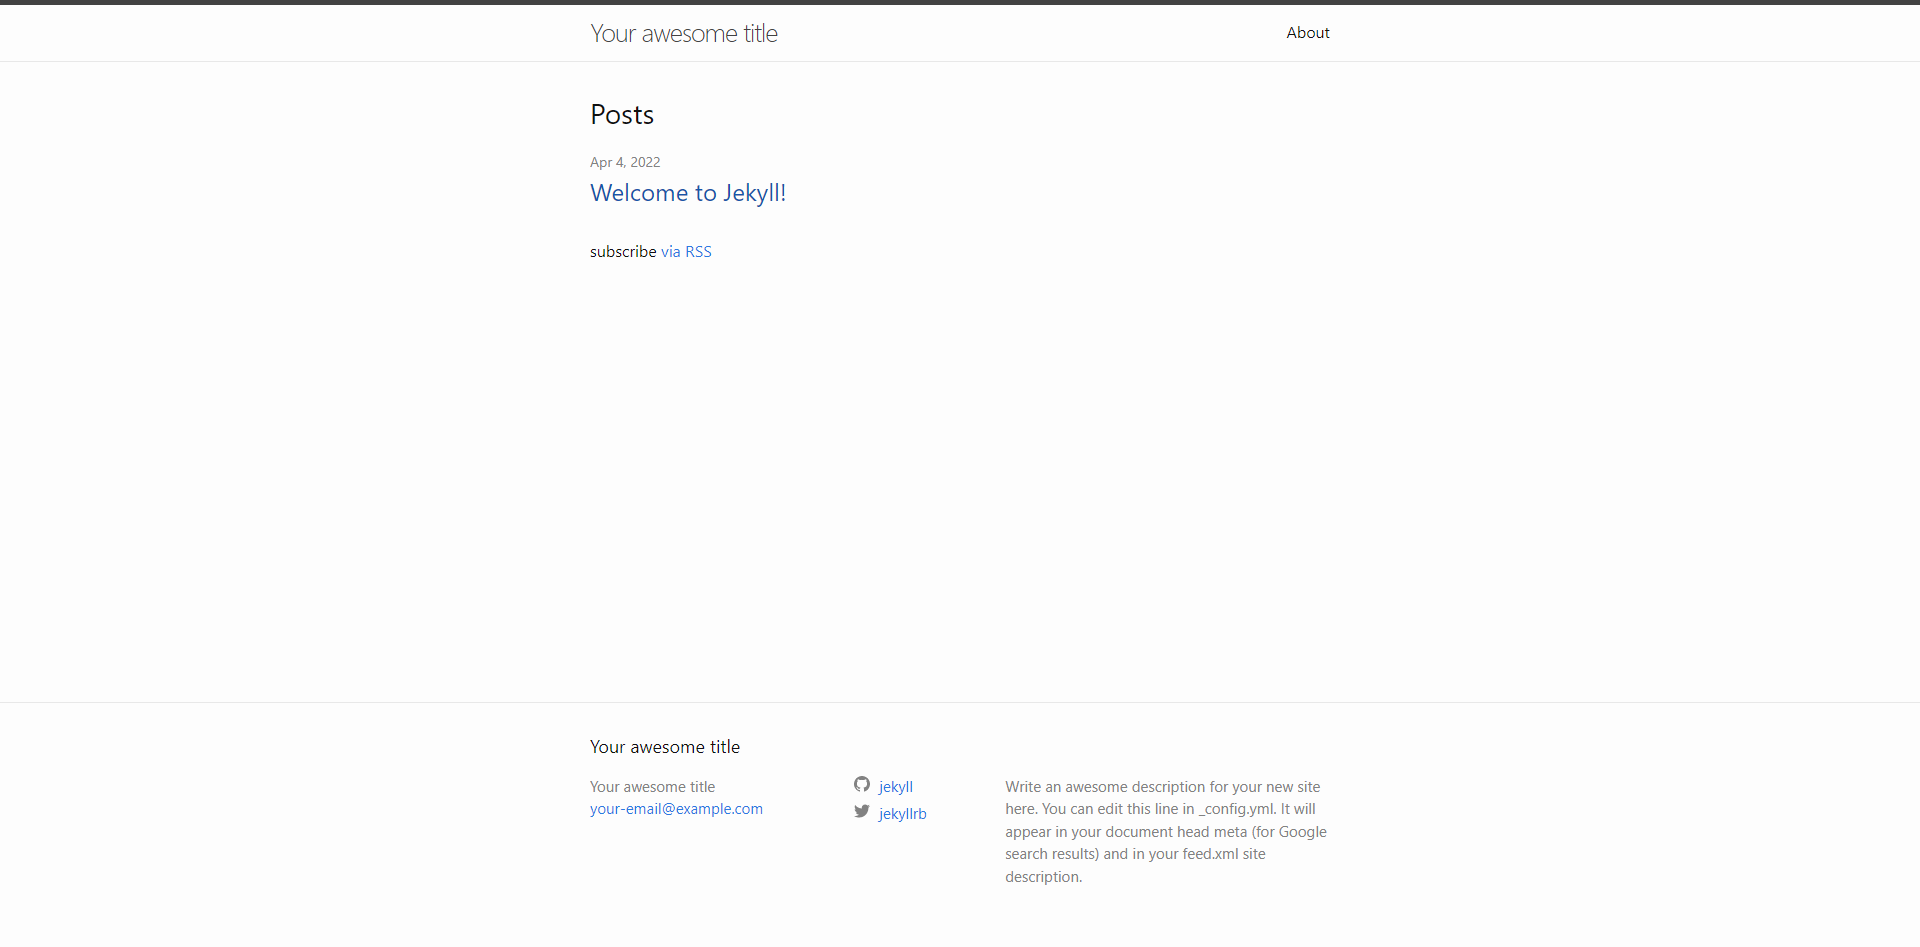 Your awesome title
About
Posts
Apr 4, 2022
Welcome to Jekyll!
subscribe via RSS
Your awesome title
Your awesome title
your-email@example.com
jekyll
jekyllrb
Write an awesome description for your new site
here. You can edit this line in _config.yml. It will
appear in your document head meta (for Google
search results) and in your feed.xml site
description.